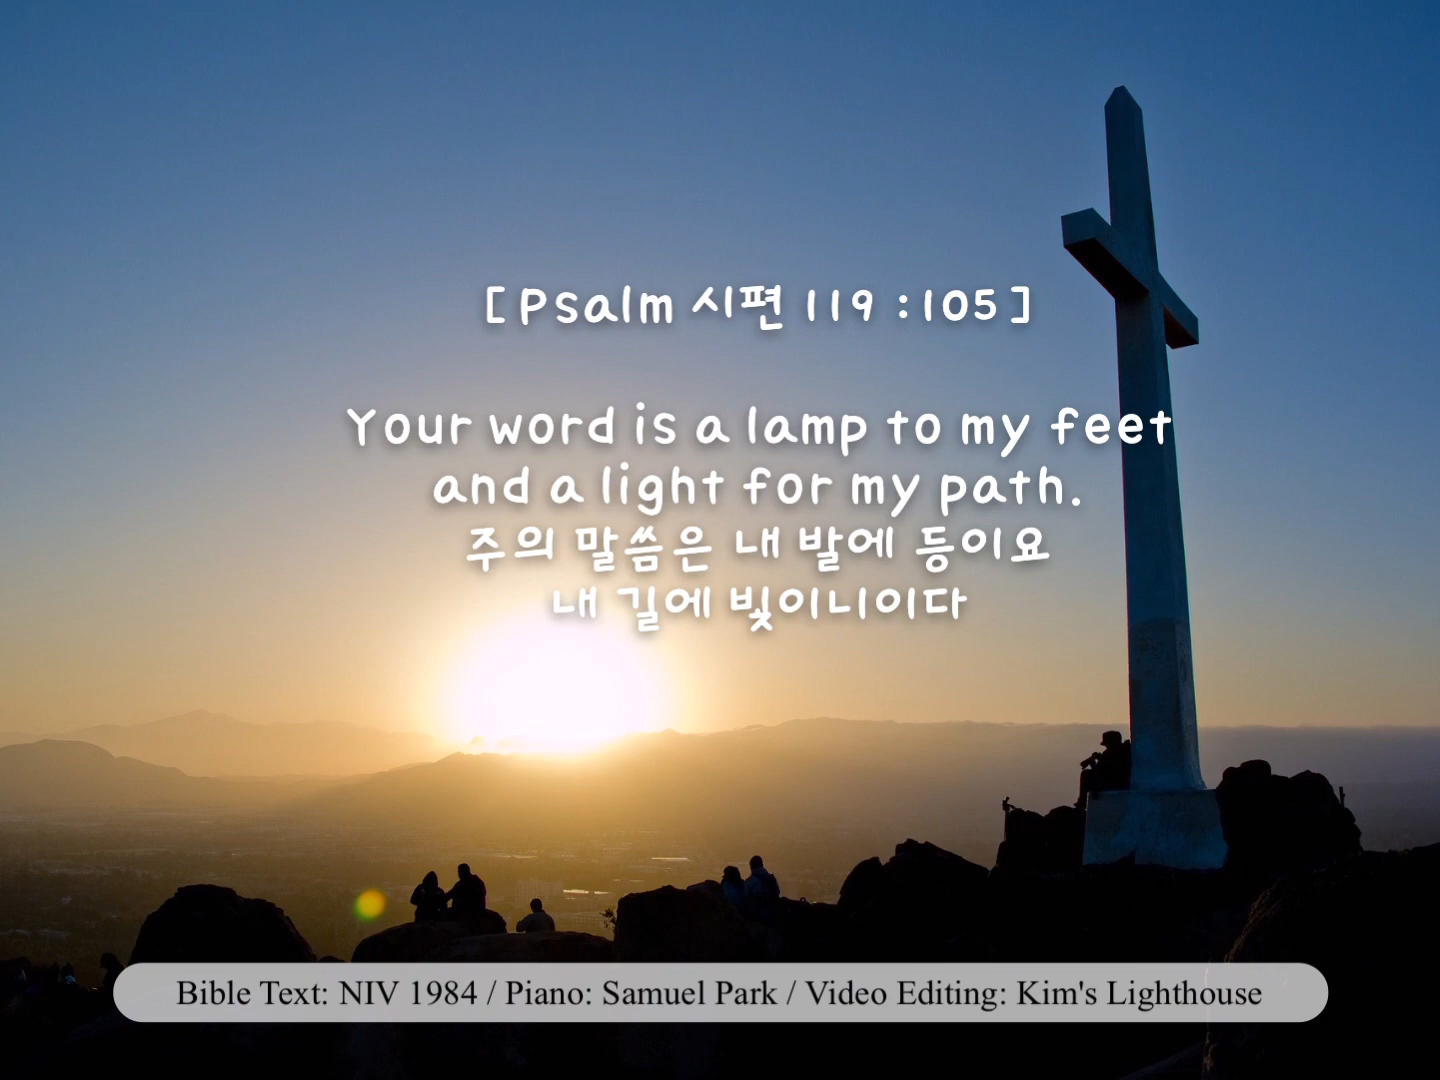 [ Psalm 시편 119 :105 ]
Your word is a lamp to my feet
and a light for my path.
주의 말씀은 내 발에 등이요
내 길에 빛이니이다
Bible Text: NIV 1984 / Piano: Samuel Park / Video Editing: Kim's Lighthouse